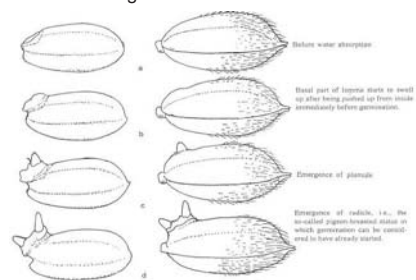 Before water absorption
a
Basal part of lemma starts to swell
up after being pushed up from inside
immediately before germination.
b
Emergence of plumule
c
Emergence of radicle, i.e., the
so-called pigeon-breasted status in
which germination can be consid-
ered to have already started.
d